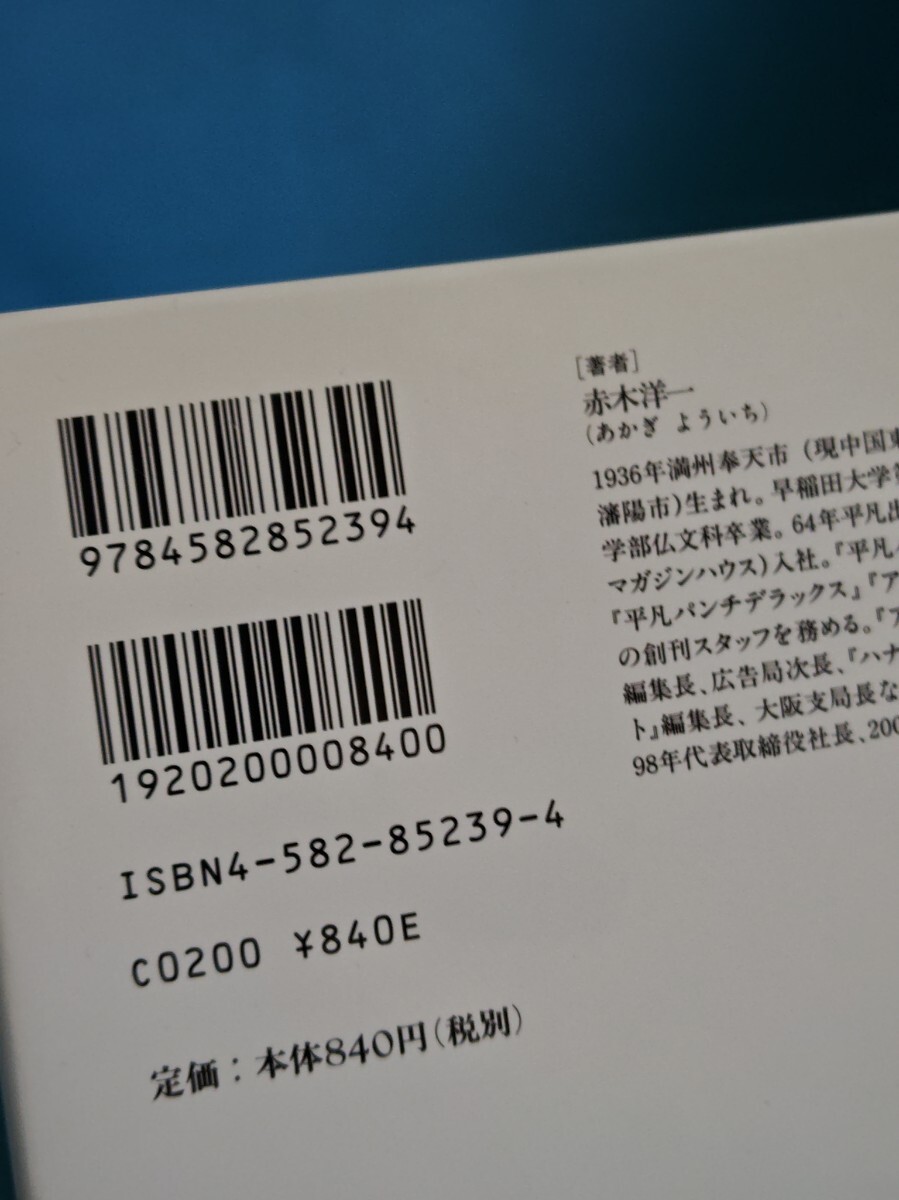 9784582852394
1920200008400
ISBN4-582-85239-4
C0200 ¥840E
定価：本体840円（税別）
［著者］
赤木洋一
（あかぎ よういち）
1936年満州奉天市（現中国東
瀋陽市）生まれ。早稲田大学
学部仏文科卒業。64年平凡出
マガジンハウス）入社。『平凡
『平凡パンチデラックス』『ア
の創刊スタッフを務める。『ア
編集長、広告局次長、『ハナ
ト』編集長、大阪支局長な
98年代表取締役社長、200